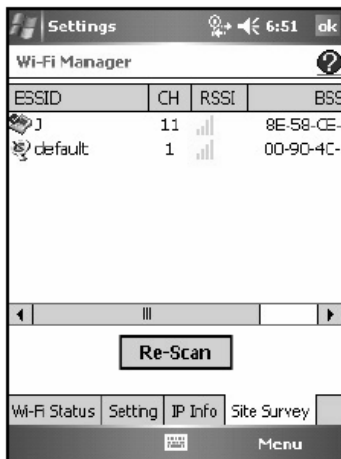 Settings 6:51 ok
Wi-Fi Manager ?
ESSID CH RSSI BSS
J 11 8E-58-CE-
default 1 00-90-4C-
Re-Scan
Wi-Fi Status Setting IP Info Site Survey
Menu